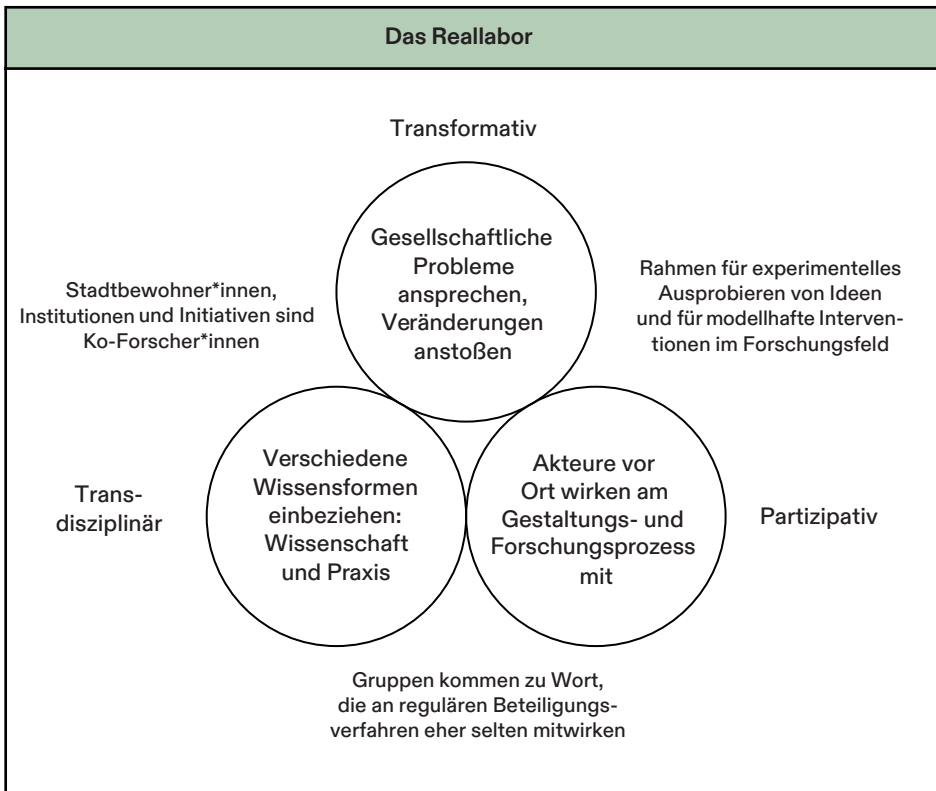 Das Reallabor
Transformativ
Gesellschaftliche
Probleme
ansprechen,
Veränderungen
anstoßen
Stadtbewohner*innen,
Institutionen und Initiativen sind
Ko-Forscher*innen
Rahmen für experimentelles
Ausprobieren von Ideen
und für modellhafte Interven-
tionen im Forschungsfeld
Trans-
disziplinär
Verschiedene
Wissensformen
einbeziehen:
Wissenschaft
und Praxis
Akteure vor
Ort wirken am
Gestaltungs- und
Forschungsprozess
mit
Partizipativ
Gruppen kommen zu Wort,
die an regulären Beteiligungs-
verfahren eher selten mitwirken